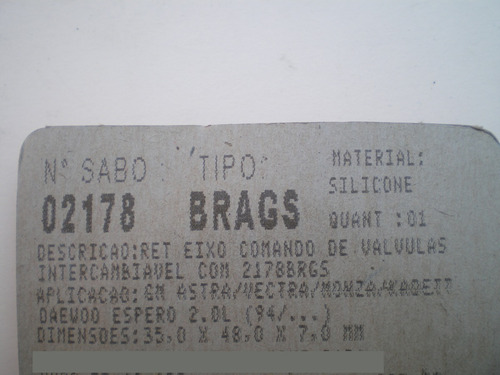 Nº SABO TIPO: MATERIAL:
02178 BRAGS SILICONE
QUANT :01
DESCRICAO:RET EIXO COMANDO DE VALVULAS
INTERCAMBIAVEL COM 2178BRGS
APLICACAO:GM ASTRA/VECTRA/MONZA/KADETT
DAEWOO ESPERO 2.0L (94/...)
DIMENSOES:35,0 X 48,0 X 7,0 MM